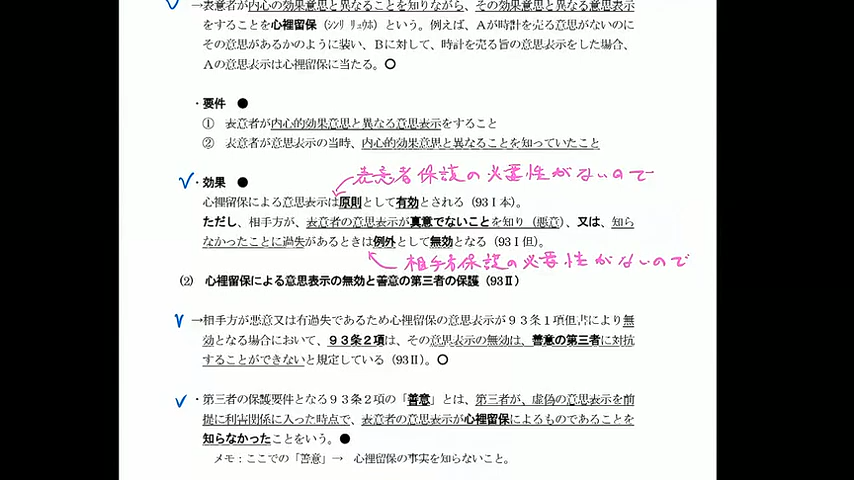 →表意者が内心の効果意思と異なることを知りながら、その効果意思と異なる意思表示
をすることを心裡留保（ｼﾝﾘ ﾘｭｳﾎ）という。例えば、Ａが時計を売る意思がないのに
その意思があるかのように装い、Ｂに対して、時計を売る旨の意思表示をした場合、
Ａの意思表示は心裡留保に当たる。〇
・要件　●
①　表意者が内心的効果意思と異なる意思表示をすること
②　表意者が意思表示の当時、内心的効果意思と異なることを知っていたこと
表意者保護の必要性がないので
・効果　●
心裡留保による意思表示は原則として有効とされる（93Ⅰ本）。
ただし、相手方が、表意者の意思表示が真意でないことを知り（悪意）、又は、知ら
なかったことに過失があるときは例外として無効となる（93Ⅰ但）。
相手者保護の必要性がないので
(2)　心裡留保による意思表示の無効と善意の第三者の保護（93Ⅱ）
→相手方が悪意又は有過失であるため心裡留保の意思表示が９３条１項但書により無
効となる場合において、９３条２項は、その意思表示の無効は、善意の第三者に対抗
することができないと規定している（93Ⅱ）。〇
・第三者の保護要件となる９３条２項の「善意」とは、第三者が、虚偽の意思表示を前
提に利害関係に入った時点で、表意者の意思表示が心裡留保によるものであることを
知らなかったことをいう。●
メモ：ここでの「善意」→　心裡留保の事実を知らないこと。